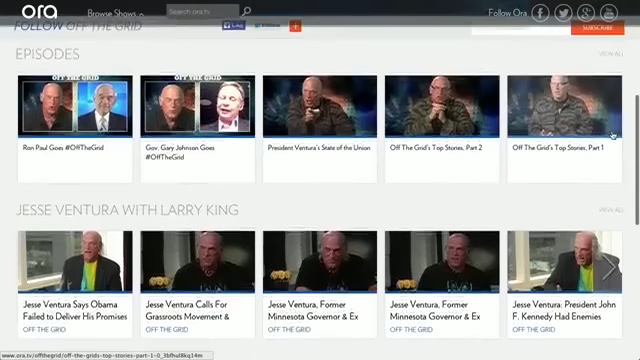 ora
Browse Shows
Search ora.tv
Follow Ora
FOLLOW OFF THE GRID
Like
SUBSCRIBE
EPISODES
VIEW ALL
OFF THE GRID
OFF THE GRID
Ron Paul Goes #OffTheGrid
Gov. Gary Johnson Goes
#OffTheGrid
President Ventura's State of the Union
Off The Grid's Top Stories, Part 2
Off The Grid's Top Stories, Part 1
JESSE VENTURA WITH LARRY KING
VIEW ALL
Jesse Ventura Says Obama
Failed to Deliver His Promises
OFF THE GRID
Jesse Ventura Calls For
Grassroots Movement &
OFF THE GRID
Jesse Ventura, Former
Minnesota Governor & Ex
OFF THE GRID
Jesse Ventura, Former
Minnesota Governor & Ex
OFF THE GRID
Jesse Ventura: President John
F. Kennedy Had Enemies
OFF THE GRID